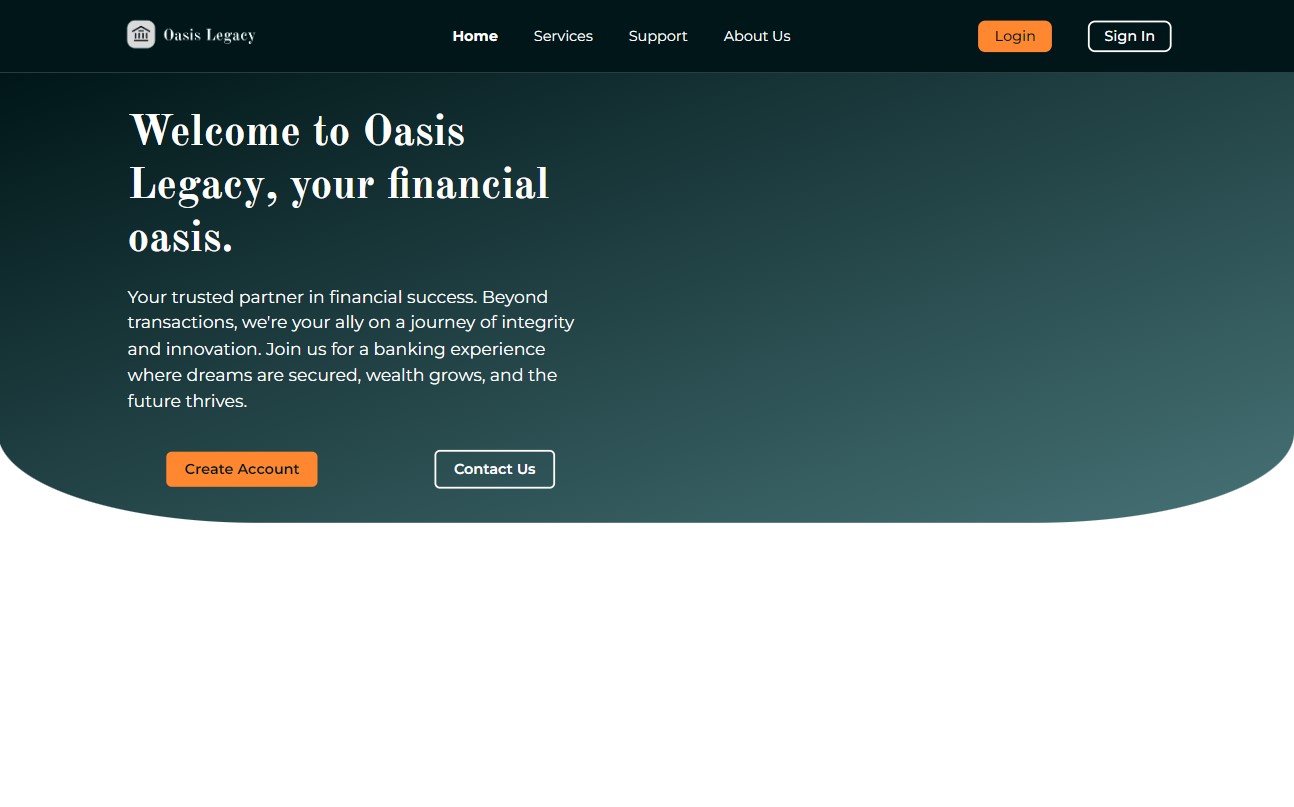 Oasis Legacy
Home Services Support About Us
Login Sign In
Welcome to Oasis
Legacy, your financial
oasis.
Your trusted partner in financial success. Beyond
transactions, we're your ally on a journey of integrity
and innovation. Join us for a banking experience
where dreams are secured, wealth grows, and the
future thrives.
Create Account Contact Us